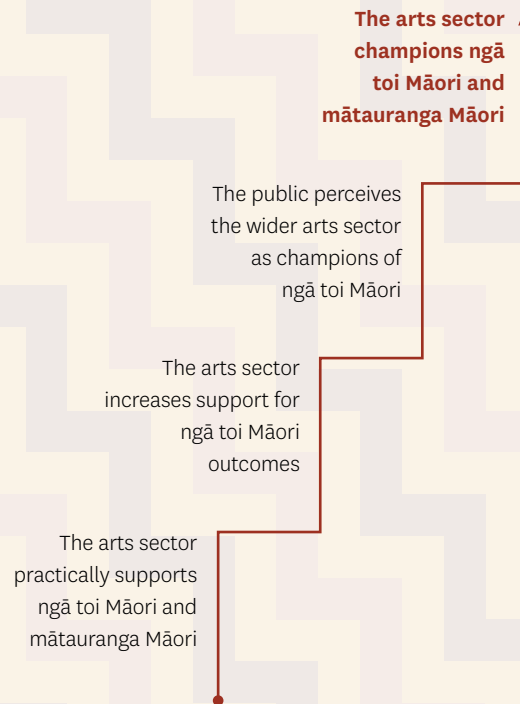 The arts sector
champions ngā
toi Māori and
mātauranga Māori
The public perceives
the wider arts sector
as champions of
ngā toi Māori
The arts sector
increases support for
ngā toi Māori
outcomes
The arts sector
practically supports
ngā toi Māori and
mātauranga Māori